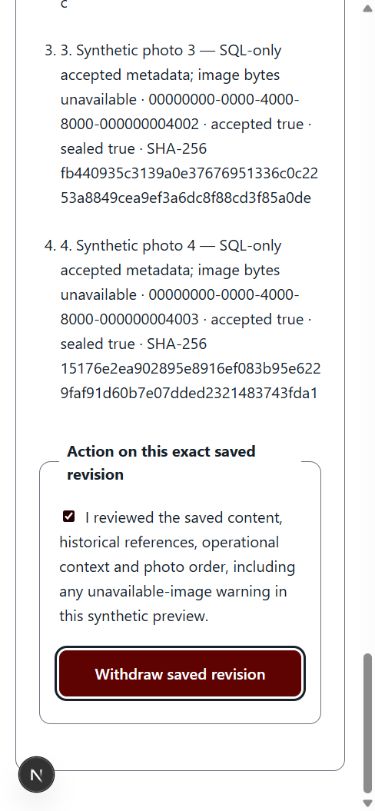 c
3. 3. Synthetic photo 3 — SQL-only
accepted metadata; image bytes
unavailable · 00000000-0000-4000-
8000-000000004002 · accepted true ·
sealed true · SHA-256
fb440935c3139a0e37676951336c0c22
53a8849cea9ef3a6dc8f88cd3f85a0de
4. 4. Synthetic photo 4 — SQL-only
accepted metadata; image bytes
unavailable · 00000000-0000-4000-
8000-000000004003 · accepted true ·
sealed true · SHA-256
15176e2ea902895e8916ef083b95e622
9faf91d60b7e07dded2321483743fda1
Action on this exact saved
revision
I reviewed the saved content,
historical references, operational
context and photo order, including
any unavailable-image warning in
this synthetic preview.
Withdraw saved revision
N